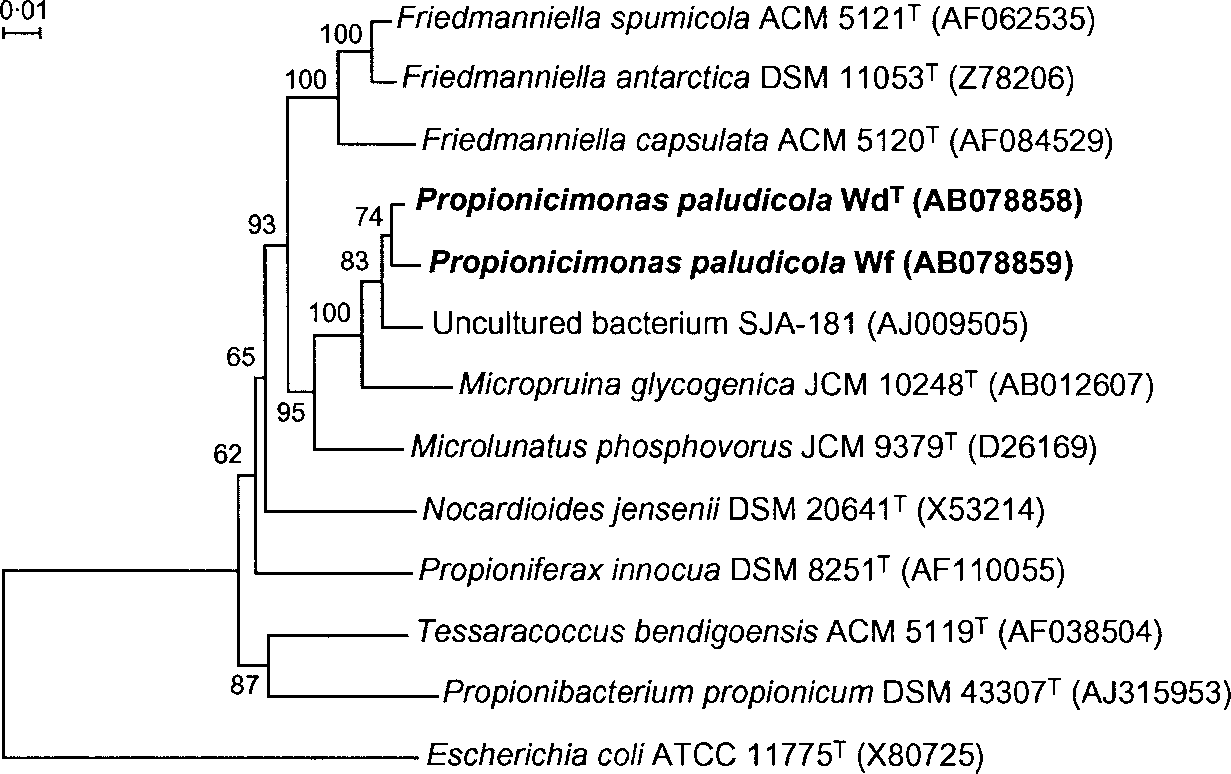 0·01
Friedmanniella spumicola ACM 5121ᵀ (AF062535)
100
Friedmanniella antarctica DSM 11053ᵀ (Z78206)
100
Friedmanniella capsulata ACM 5120ᵀ (AF084529)
Propionicimonas paludicola Wdᵀ (AB078858)
74
93
Propionicimonas paludicola Wf (AB078859)
83
Uncultured bacterium SJA-181 (AJ009505)
100
65
Micropruina glycogenica JCM 10248ᵀ (AB012607)
95
Microlunatus phosphovorus JCM 9379ᵀ (D26169)
62
Nocardioides jensenii DSM 20641ᵀ (X53214)
Propioniferax innocua DSM 8251ᵀ (AF110055)
Tessaracoccus bendigoensis ACM 5119ᵀ (AF038504)
87
Propionibacterium propionicum DSM 43307ᵀ (AJ315953)
Escherichia coli ATCC 11775ᵀ (X80725)